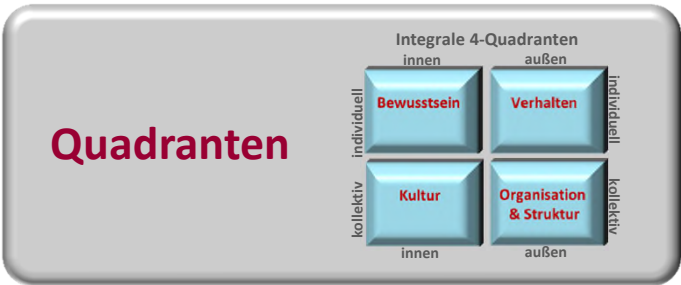 Quadranten
Integrale 4-Quadranten
innen
außen
individuell
Bewusstsein
Verhalten
individuell
kollektiv
Kultur
Organisation
& Struktur
kollektiv
innen
außen